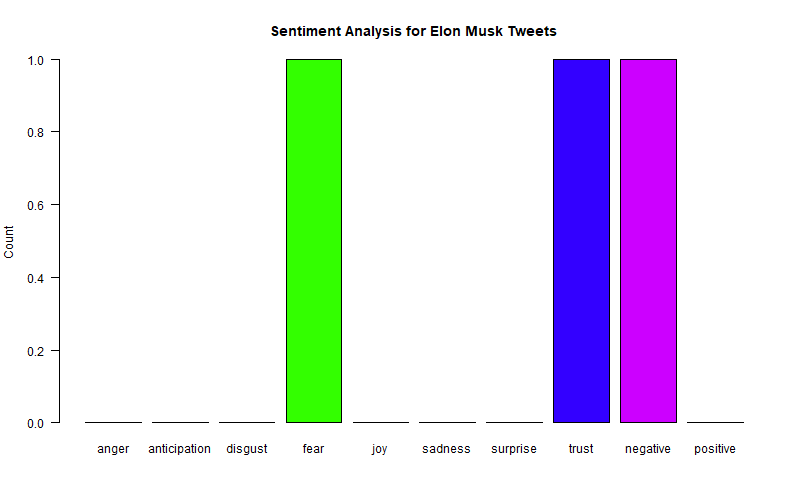 Sentiment Analysis for Elon Musk Tweets
1.0
0.8
0.6
0.4
0.2
0.0
Count
anger anticipation disgust fear joy sadness surprise trust negative positive